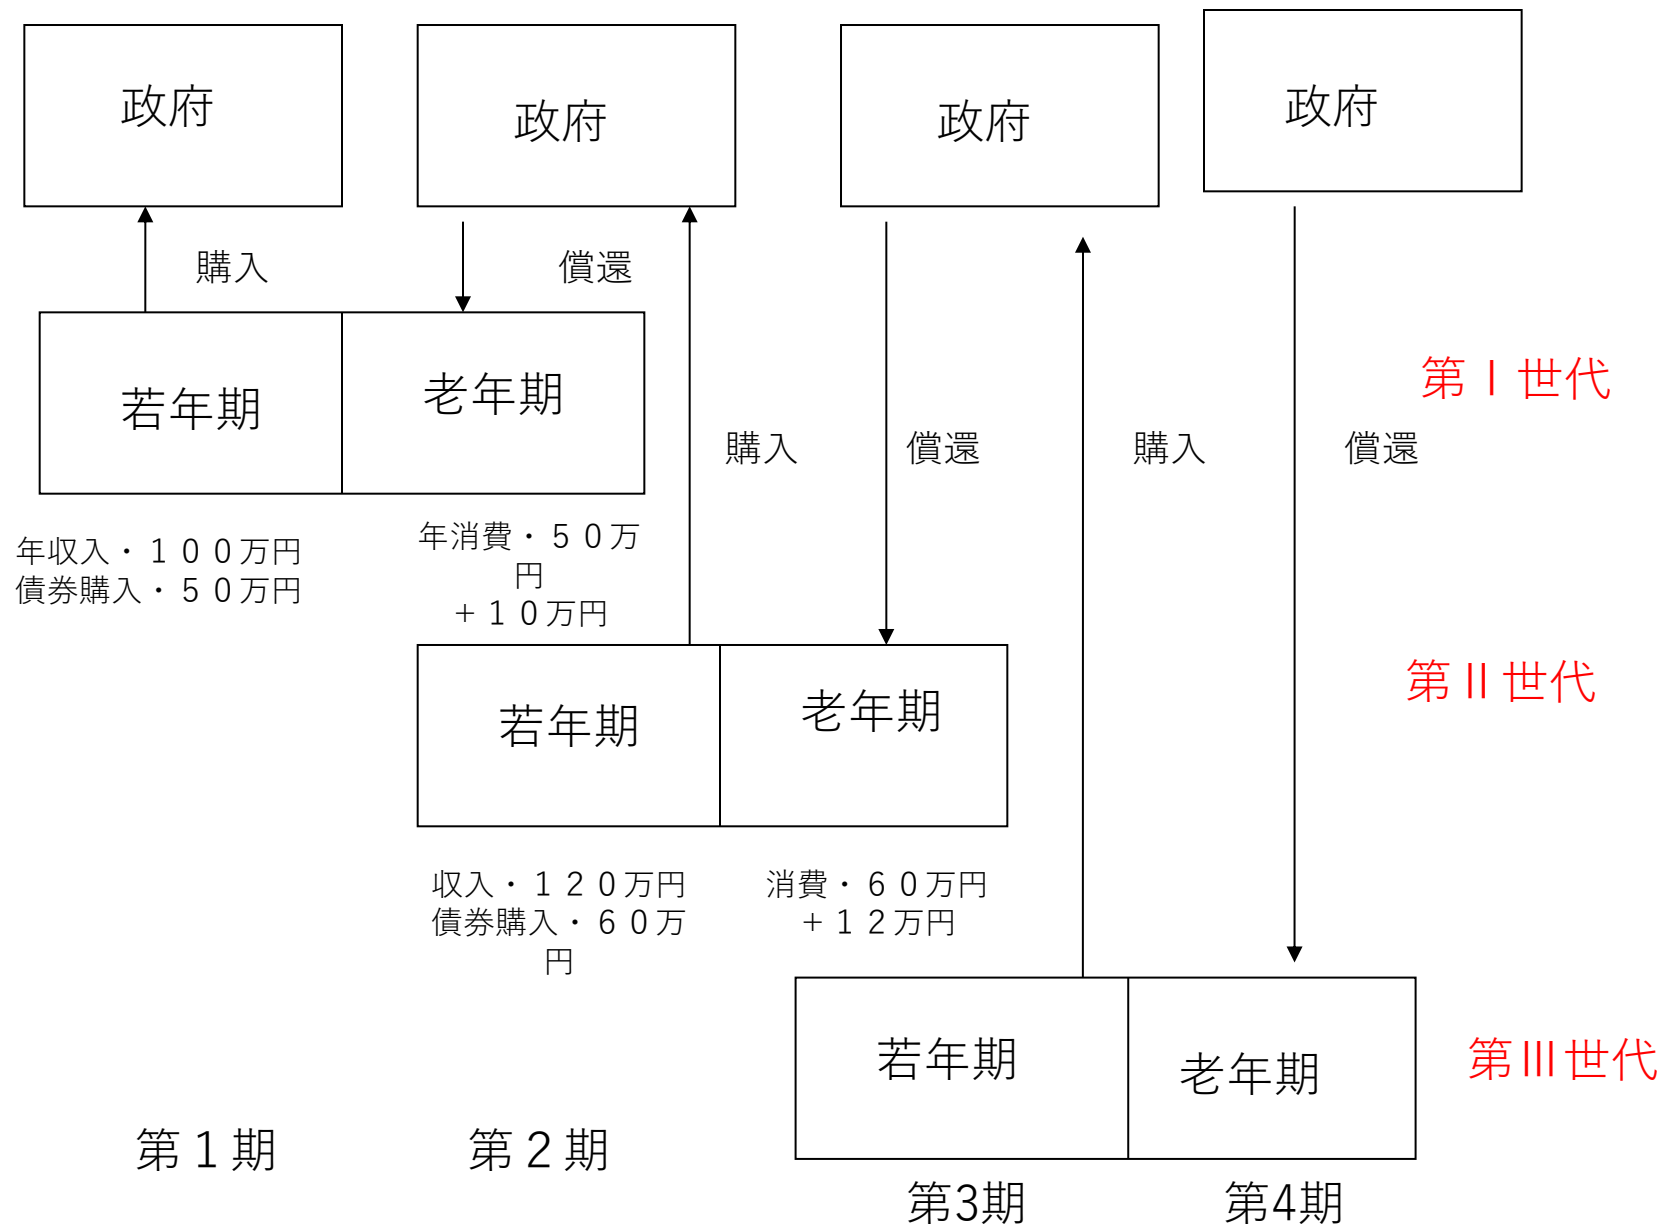 政府
政府
政府
政府
購入
償還
若年期
老年期
第Ⅰ世代
購入
償還
購入
償還
年収入・１００万円
債券購入・５０万円
年消費・５０万
円
＋１０万円
第Ⅱ世代
若年期
老年期
収入・１２０万円
債券購入・６０万
円
消費・６０万円
＋１２万円
若年期
老年期
第Ⅲ世代
第１期
第２期
第3期
第4期